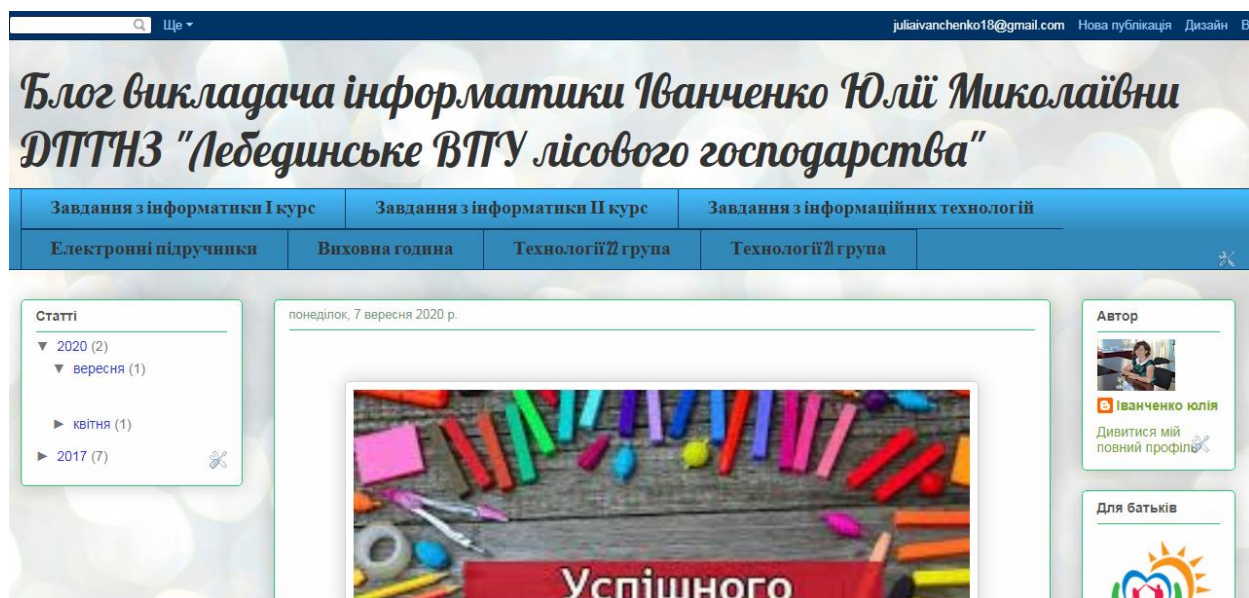 Ще
juliaivanchenko18@gmail.com Нова публікація Дизайн
Блог викладача інформатики Іванченко Юлії Миколаївни
ДПТНЗ "Лебединське ВПУ лісового господарства"
Завдання з інформатики I курс Завдання з інформатики II курс Завдання з інформаційних технологій
Електронні підручники Виховна година Технології 22 група Технології 21 група
Статті
▼ 2020 (2)
▼ вересня (1)
► квітня (1)
► 2017 (7)
понеділок, 7 вересня 2020 р.
Успішного
Автор
Іванченко юлія
Дивитися мій
повний профіль
Для батьків